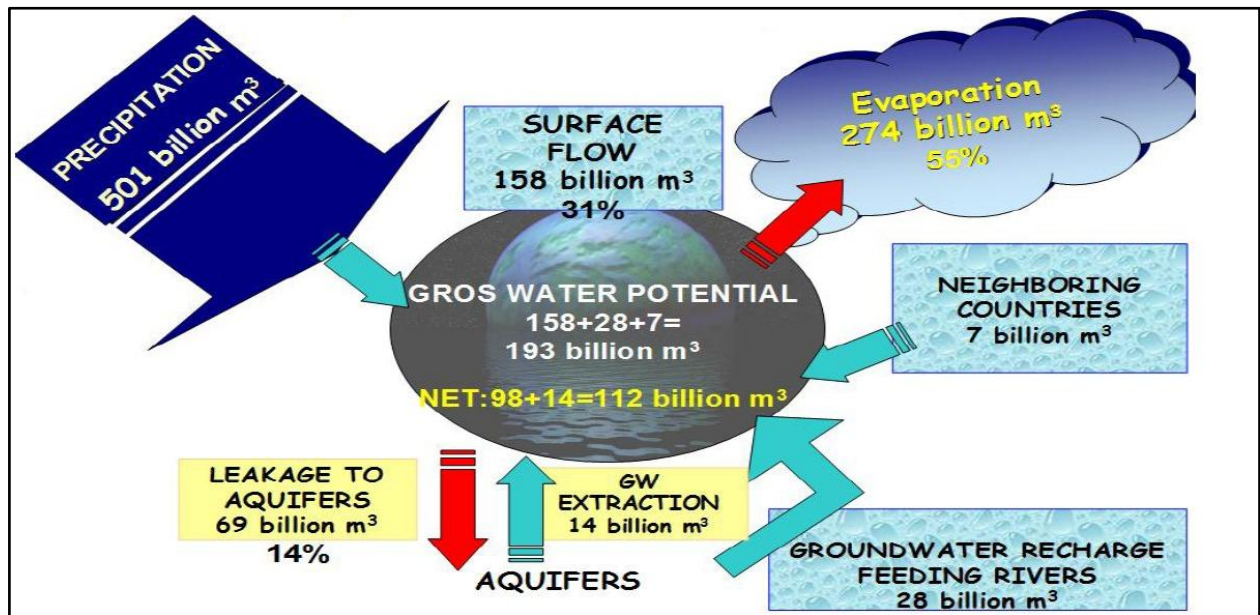 PRECIPITATION
501 billion m³
SURFACE
FLOW
158 billion m³
31%
Evaporation
274 billion m³
55%
GROS WATER POTENTIAL
158+28+7=
193 billion m³
NET:98+14=112 billion m³
NEIGHBORING
COUNTRIES
7 billion m³
LEAKAGE TO
AQUIFERS
69 billion m³
14%
GW
EXTRACTION
14 billion m³
AQUIFERS
GROUNDWATER RECHARGE
FEEDING RIVERS
28 billion m³